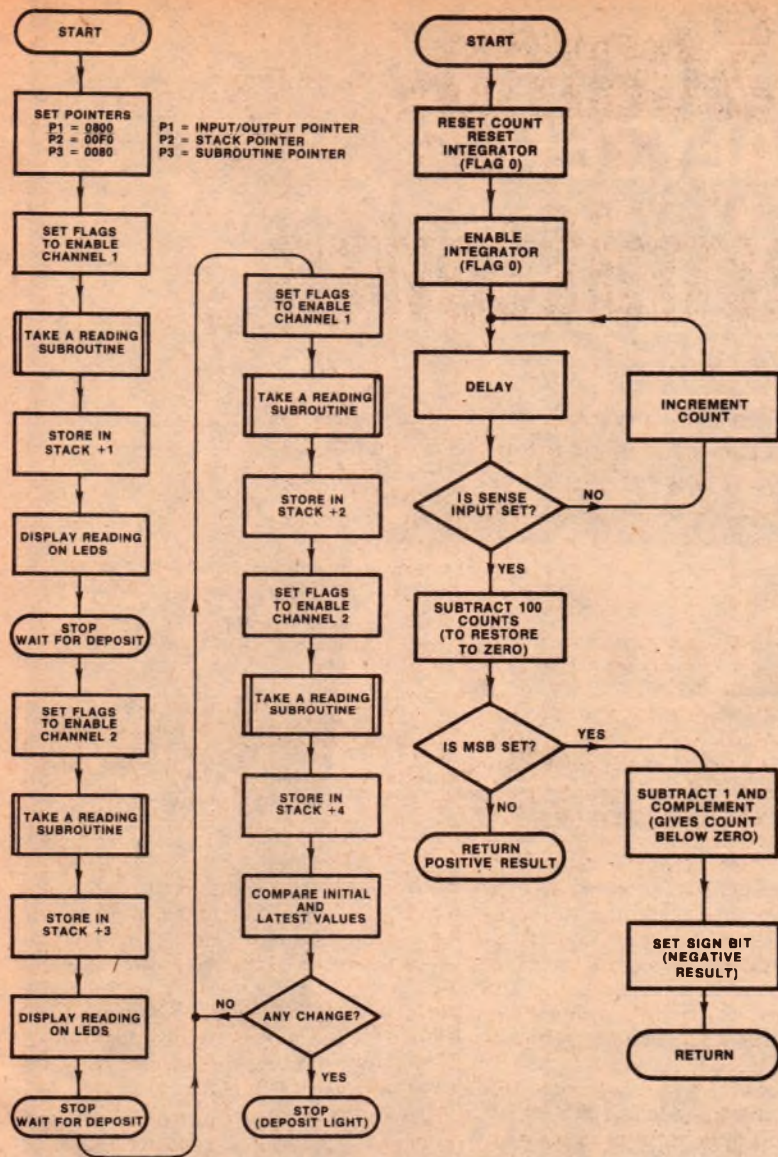 START
SET POINTERS
P1 = 0800
P2 = 00F0
P3 = 0080
P1 = INPUT/OUTPUT POINTER
P2 = STACK POINTER
P3 = SUBROUTINE POINTER
SET FLAGS
TO ENABLE
CHANNEL 1
TAKE A READING
SUBROUTINE
STORE IN
STACK +1
DISPLAY READING
ON LEDS
STOP
WAIT FOR DEPOSIT
SET FLAGS
TO ENABLE
CHANNEL 2
TAKE A READING
SUBROUTINE
STORE IN
STACK +3
DISPLAY READING
ON LEDS
STOP
WAIT FOR DEPOSIT
SET FLAGS
TO ENABLE
CHANNEL 1
TAKE A READING
SUBROUTINE
STORE IN
STACK +2
SET FLAGS
TO ENABLE
CHANNEL 2
TAKE A READING
SUBROUTINE
STORE IN
STACK +4
COMPARE INITIAL
AND
LATEST VALUES
NO
ANY CHANGE?
YES
STOP
(DEPOSIT LIGHT)
START
RESET COUNT
RESET
INTEGRATOR
(FLAG 0)
ENABLE
INTEGRATOR
(FLAG 0)
DELAY
INCREMENT
COUNT
IS SENSE
INPUT SET?
NO
YES
SUBTRACT 100
COUNTS
(TO RESTORE
TO ZERO)
IS MSB SET?
YES
NO
RETURN
POSITIVE RESULT
SUBTRACT 1 AND
COMPLEMENT
(GIVES COUNT
BELOW ZERO)
SET SIGN BIT
(NEGATIVE
RESULT)
RETURN